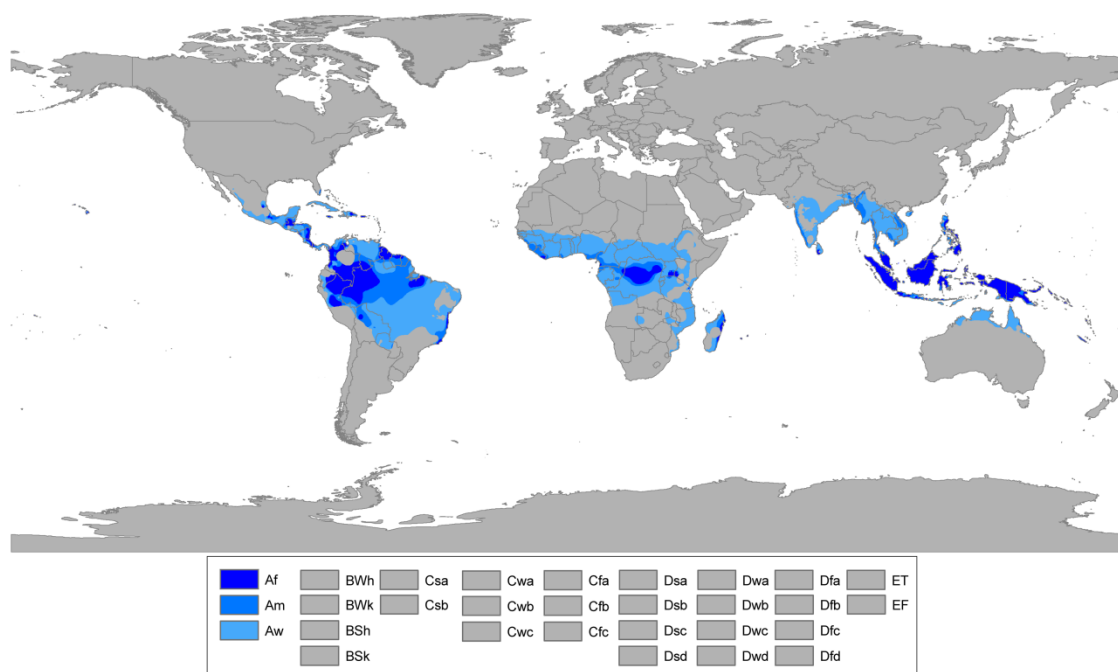 Af BWh Csa Cwa Cfa Dsa Dwa Dfa ET
Am BWk Csb Cwb Cfb Dsb Dwb Dfb EF
Aw BSh Cwc Cfc Dsc Dwc Dfc
BSk Dsd Dwd Dfd